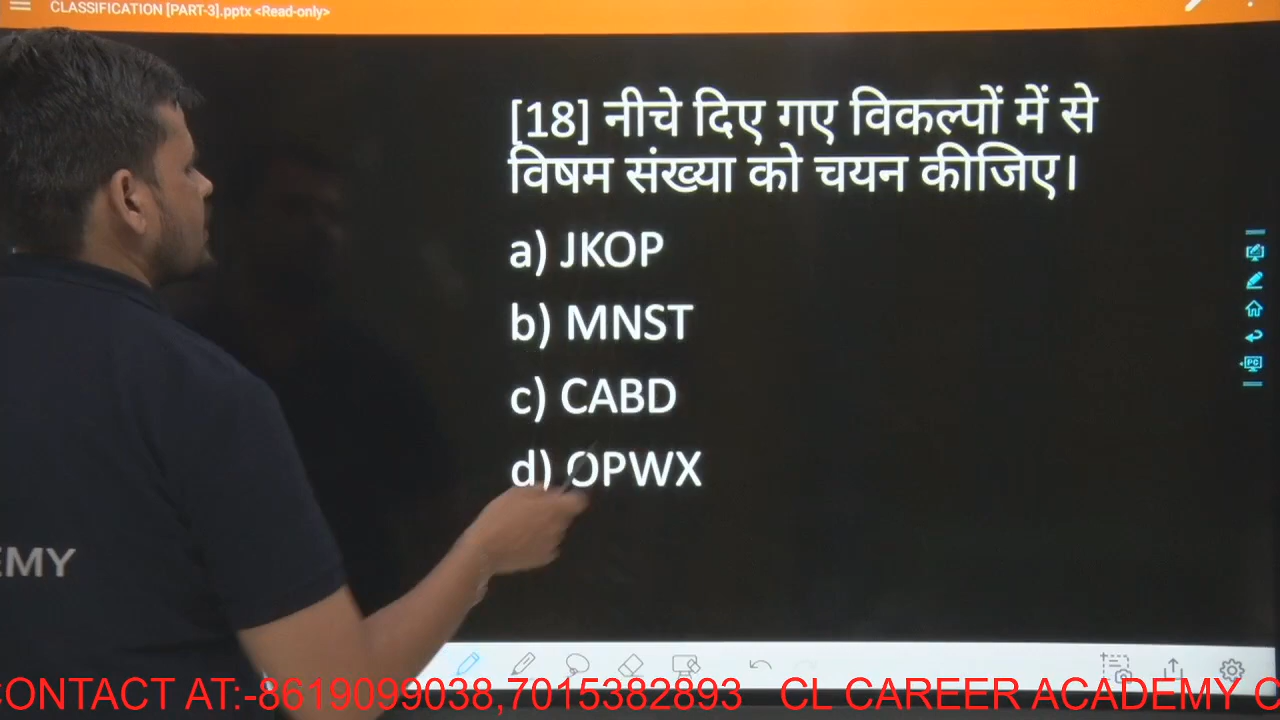 CLASSIFICATION [PART-3].pptx <Read-only>
[18] नीचे दिए गए विकल्पों में से
विषम संख्या को चयन कीजिए।
a) JKOP
b) MNST
c) CABD
d) OPWX
PC
EMY
CONTACT AT:-8619099038,7015382893 CL CAREER ACADEMY C